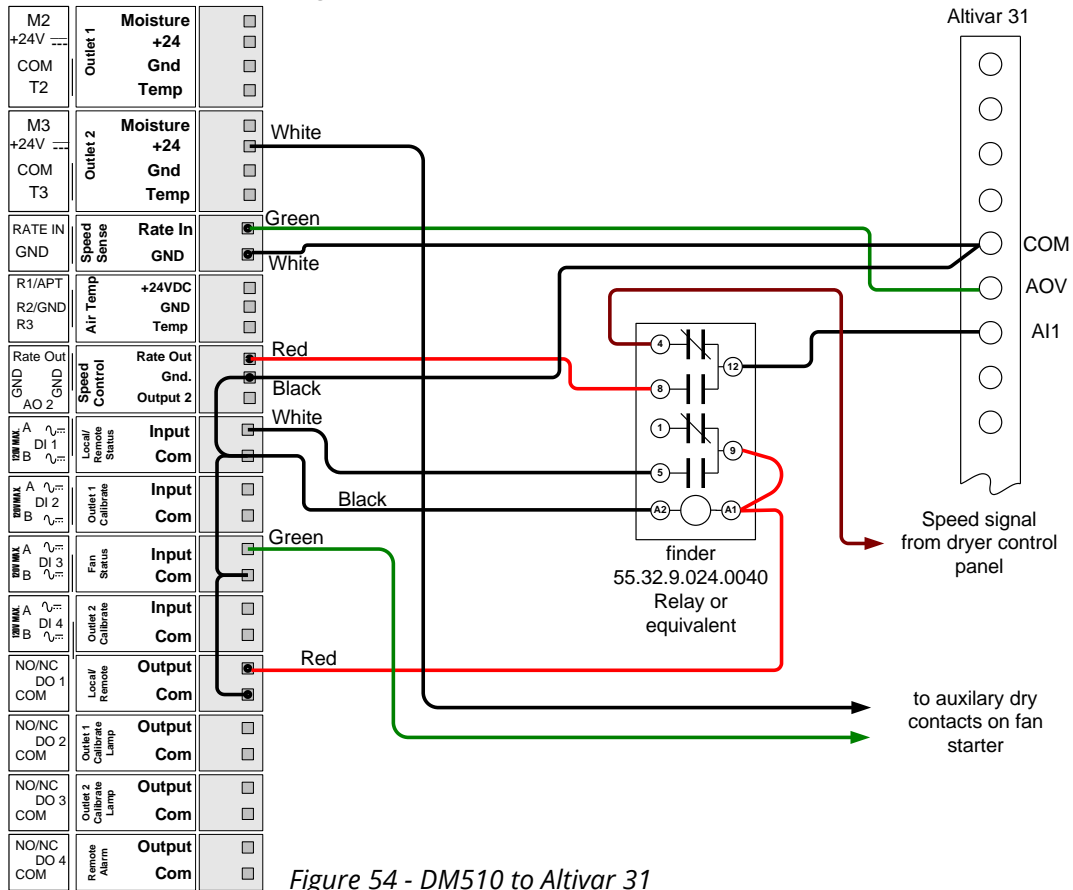 M2
+24V
COM
T2
Outlet 1
Moisture
+24
Gnd
Temp
M3
+24V
COM
T3
Outlet 2
Moisture
+24
Gnd
Temp
White
RATE IN
GND
Speed
Sense
Rate In
GND
Green
White
R1/APT
R2/GND
R3
Air Temp
+24VDC
GND
Temp
Rate Out
GND
GND
AO 2
Speed
Control
Rate Out
Gnd.
Output 2
Red
Black
120V MAX.
A
DI 1
B
Local/
Remote
Status
Input
Com
White
120V MAX.
A
DI 2
B
Outlet 1
Calibrate
Input
Com
Black
120V MAX.
A
DI 3
B
Fan
Status
Input
Com
Green
120V MAX.
A
DI 4
B
Outlet 2
Calibrate
Input
Com
NO/NC
DO 1
COM
Local/
Remote
Output
Com
Red
NO/NC
DO 2
COM
Outlet 1
Calibrate
Lamp
Output
Com
NO/NC
DO 3
COM
Outlet 2
Calibrate
Lamp
Output
Com
NO/NC
DO 4
COM
Remote
Alarm
Output
Com
4
12
8
1
9
5
A2
A1
finder
55.32.9.024.0040
Relay or
equivalent
Altivar 31
COM
AOV
AI1
Speed signal
from dryer control
panel
to auxilary dry
contacts on fan
starter
Figure 54 - DM510 to Altivar 31